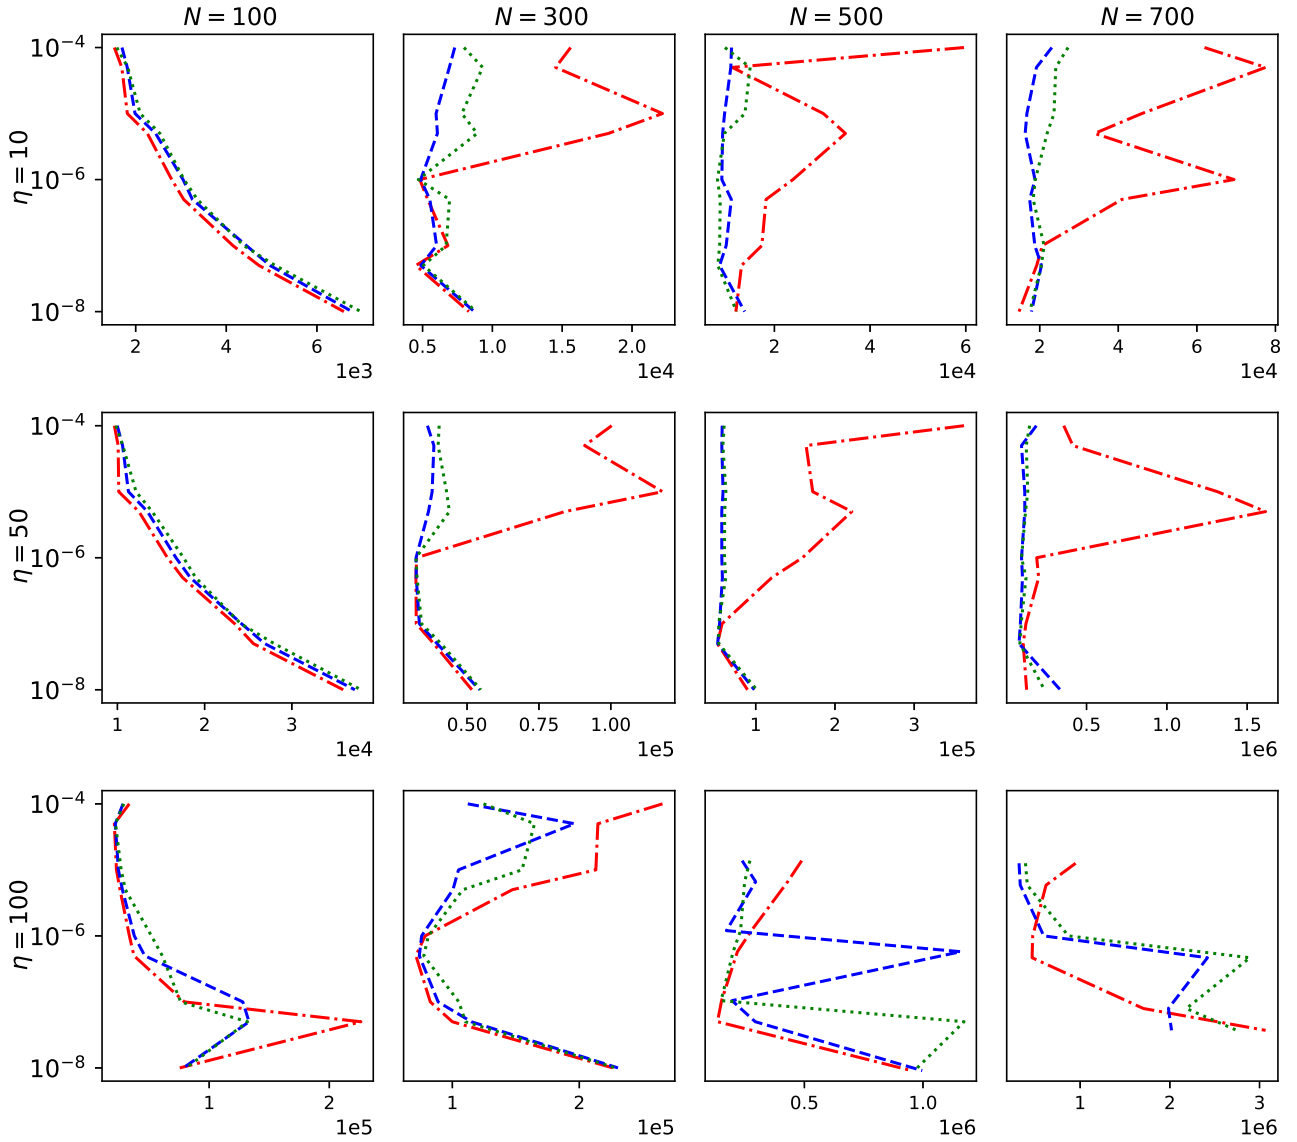 N = 100 N = 300 N = 500 N = 700
η = 10
10⁻⁴
10⁻⁶
10⁻⁸
2 4 6 0.5 1.0 1.5 2.0 2 4 6 2 4 6 8
1e3 1e4 1e4 1e4
η = 50
10⁻⁴
10⁻⁶
10⁻⁸
1 2 3 0.50 0.75 1.00 1 2 3 0.5 1.0 1.5
1e4 1e5 1e5 1e6
η = 100
10⁻⁴
10⁻⁶
10⁻⁸
1 2 1 2 0.5 1.0 1 2 3
1e5 1e5 1e6 1e6